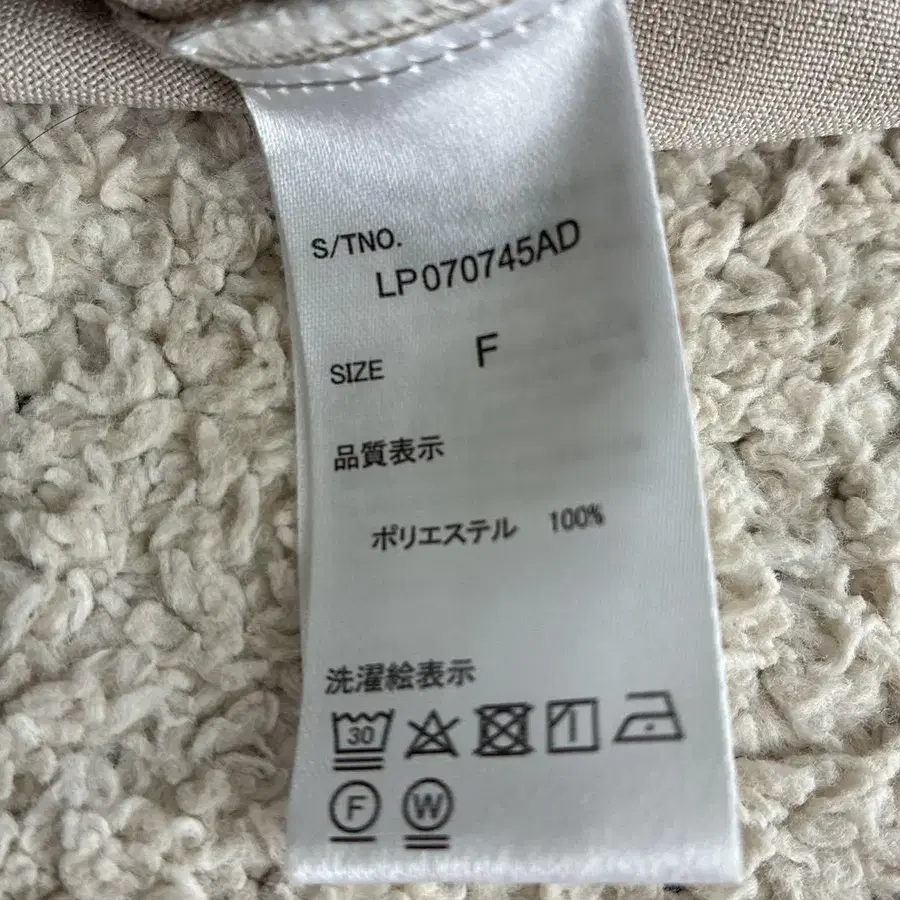 S/TNO.
LP070745AD
SIZE F
品質表示
ポリエステル 100%
洗濯絵表示
30
F W